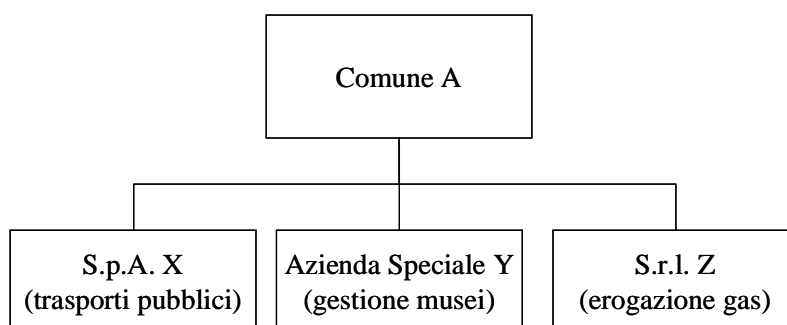 Comune A
S.p.A. X
(trasporti pubblici)
Azienda Speciale Y
(gestione musei)
S.r.l. Z
(erogazione gas)